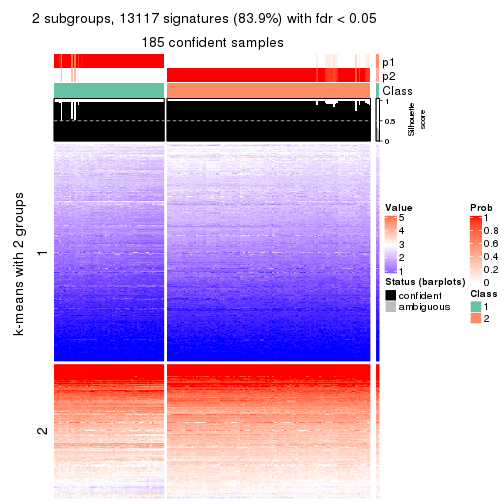 2 subgroups, 13117 signatures (83.9%) with fdr < 0.05
185 confident samples
p1
p2
Class
1
0.5
0
Silhouette
score
k-means with 2 groups
1
2
Value
5
4
3
2
1
Status (barplots)
confident
ambiguous
Prob
1
0.8
0.6
0.4
0.2
0
Class
1
2